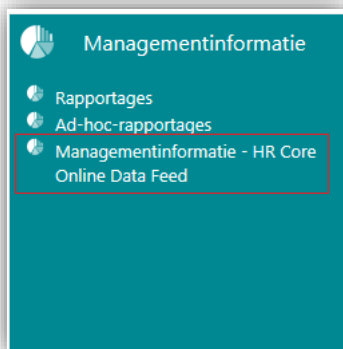 Managementinformatie
Rapportages
Ad-hoc-rapportages
Managementinformatie - HR Core
Online Data Feed